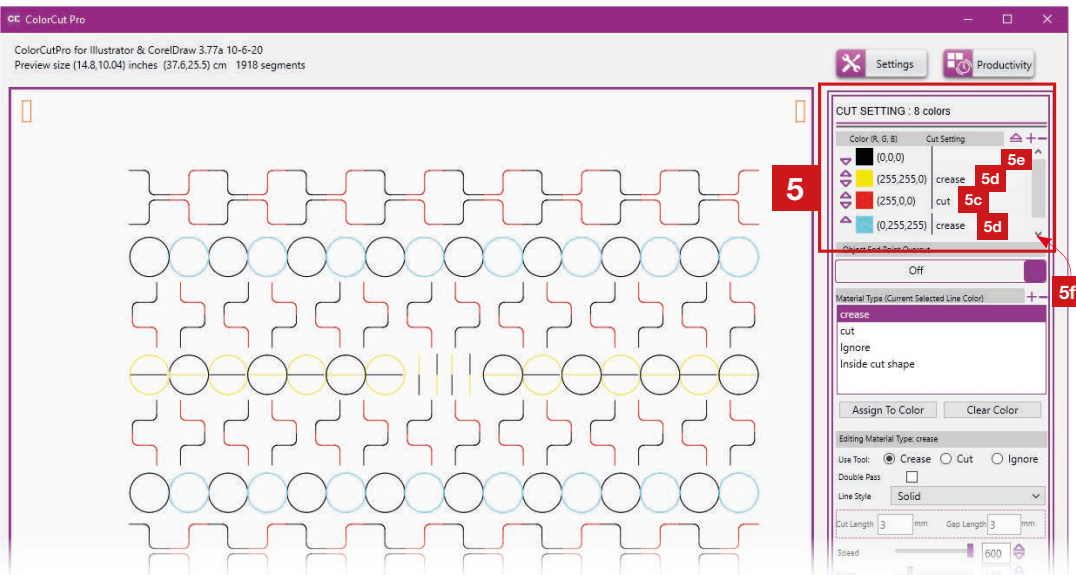 CC ColorCut Pro
ColorCutPro for Illustrator & CorelDraw 3.77a 10-6-20
Preview size (14.8,10.04) inches (37.6,25.5) cm 1918 segments
Settings
Productivity
CUT SETTING : 8 colors
Color (R, G, B) Cut Setting
(0,0,0) 5e
(255,255,0) crease 5d
5
(255,0,0) cut 5c
(0,255,255) crease 5d
Object End Point Overcut
Off
5f
Material Type (Current Selected Line Color)
crease
cut
Ignore
Inside cut shape
Assign To Color Clear Color
Editing Material Type: crease
Use Tool: Crease Cut Ignore
Double Pass
Line Style Solid
Cut Length 3 mm Gap Length 3 mm
Speed 600